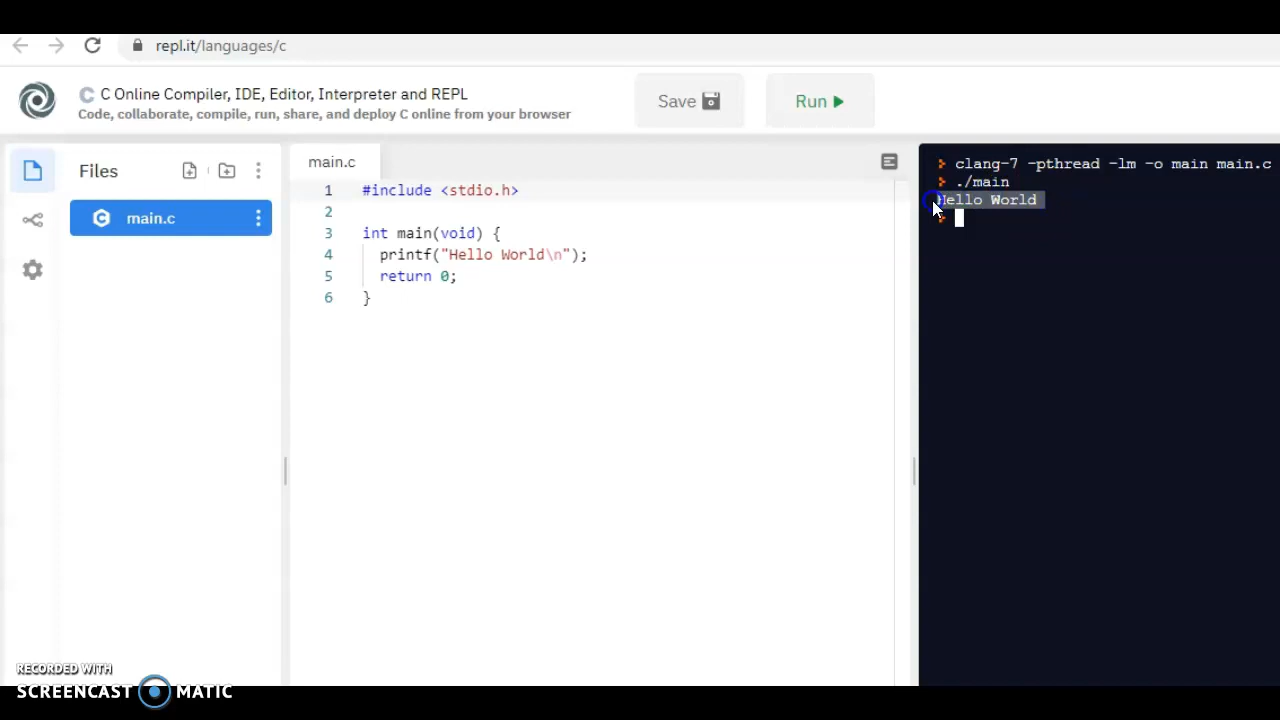 repl.it/languages/c
C Online Compiler, IDE, Editor, Interpreter and REPL
Code, collaborate, compile, run, share, and deploy C online from your browser
Save
Run
Files
main.c
main.c
1 #include <stdio.h>
2
3 int main(void) {
4 printf("Hello World\n");
5 return 0;
6 }
clang-7 -pthread -lm -o main main.c
./main
Hello World
RECORDED WITH
SCREENCAST MATIC